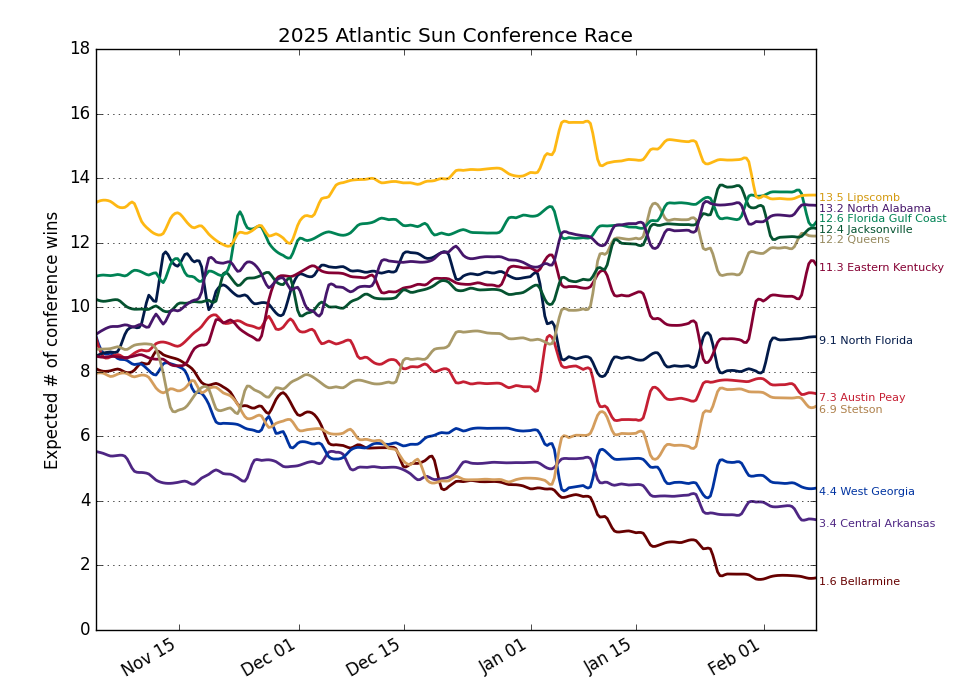 2025 Atlantic Sun Conference Race
Expected # of conference wins
18
16
14
12
10
8
6
4
2
0
13.5 Lipscomb
13.2 North Alabama
12.6 Florida Gulf Coast
12.4 Jacksonville
12.2 Queens
11.3 Eastern Kentucky
9.1 North Florida
7.3 Austin Peay
6.9 Stetson
4.4 West Georgia
3.4 Central Arkansas
1.6 Bellarmine
Nov 15
Dec 01
Dec 15
Jan 01
Jan 15
Feb 01